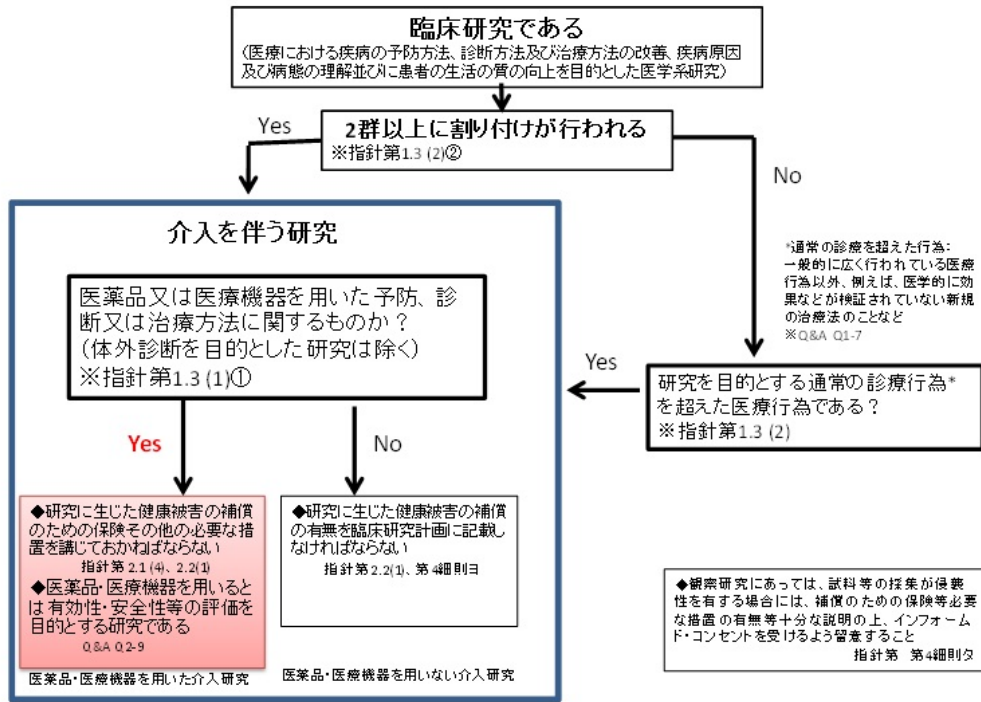 臨床研究である
(医療における疾病の予防方法、診断方法及び治療方法の改善、疾病原因
及び病態の理解並びに患者の生活の質の向上を目的とした医学系研究)
Yes
2群以上に割り付けが行われる
※指針第1.3 (2)②
No
介入を伴う研究
*通常の診療を超えた行為:
一般的に広く行われている医療
行為以外、例えば、医学的に効
果などが検証されていない新規
の治療法のことなど
※Q&A Q1-7
医薬品又は医療機器を用いた予防、診
断又は治療方法に関するものか?
(体外診断を目的とした研究は除く)
※指針第1.3 (1)①
Yes
研究を目的とする通常の診療行為*
を超えた医療行為である?
※指針第1.3 (2)
Yes
No
◆研究に生じた健康被害の補償
のための保険その他の必要な措
置を講じておかねばならない
指針第 2.1 (4)、2.2(1)
◆医薬品・医療機器を用いると
は有効性・安全性等の評価を
目的とする研究である
Q&A Q2-9
医薬品・医療機器を用いた介入研究
◆研究に生じた健康被害の補償
の有無を臨床研究計画に記載し
なければならない
指針第2.2(1)、第4細則ヨ
医薬品・医療機器を用いない介入研究
◆観察研究にあっては、試料等の採集が侵襲
性を有する場合には、補償のための保険等必要
な措置の有無等十分な説明の上、インフォーム
ド・コンセントを受けるよう留意すること
指針第 第4細則タ